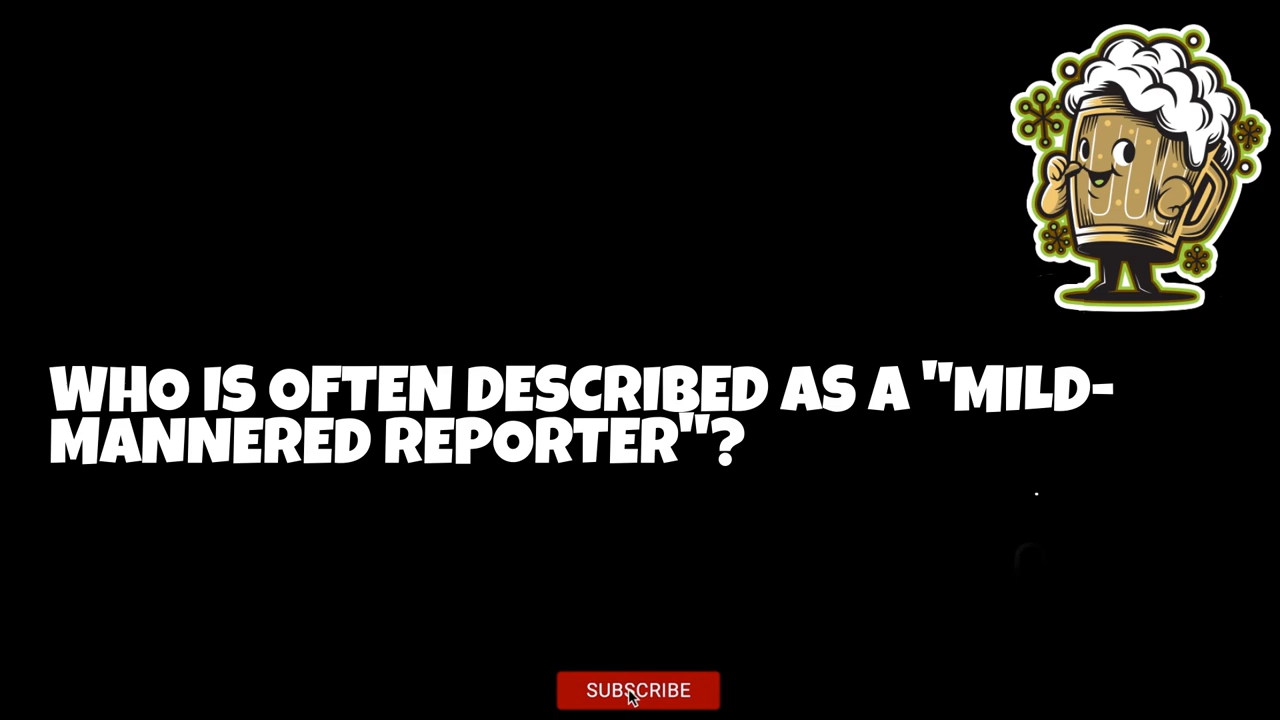 WHO IS OFTEN DESCRIBED AS A "MILD-
MANNERED REPORTER"?
SUBSCRIBE